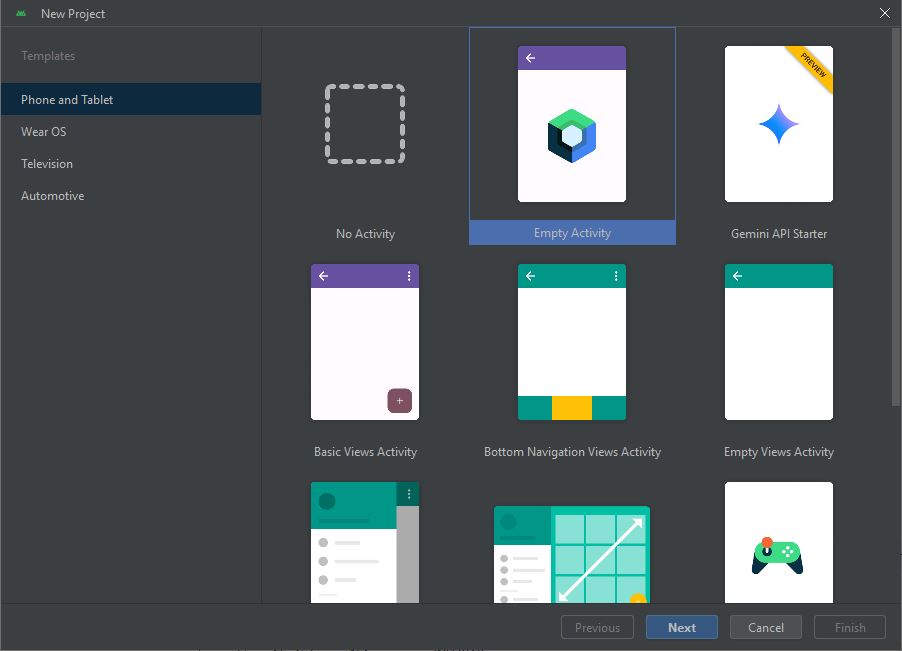 New Project
Templates
Phone and Tablet
Wear OS
Television
Automotive
PREVIEW
No Activity
Empty Activity
Gemini API Starter
Basic Views Activity
Bottom Navigation Views Activity
Empty Views Activity
Previous
Next
Cancel
Finish